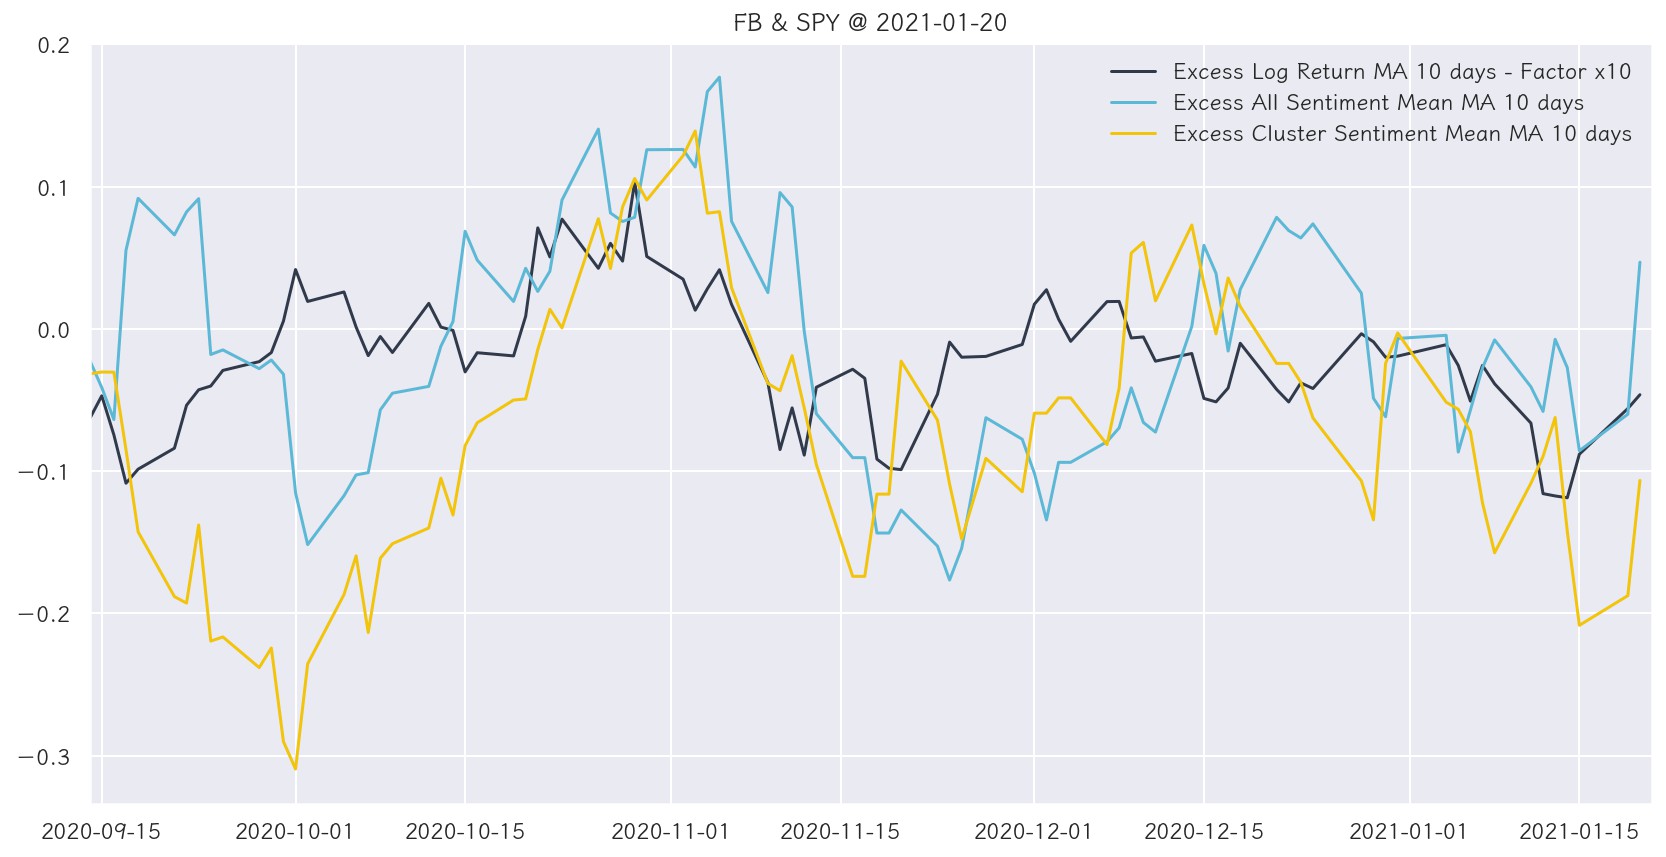 FB & SPY @ 2021-01-20
Excess Log Return MA 10 days - Factor x10
Excess All Sentiment Mean MA 10 days
Excess Cluster Sentiment Mean MA 10 days
0.2
0.1
0.0
−0.1
−0.2
−0.3
2020-09-15 2020-10-01 2020-10-15 2020-11-01 2020-11-15 2020-12-01 2020-12-15 2021-01-01 2021-01-15